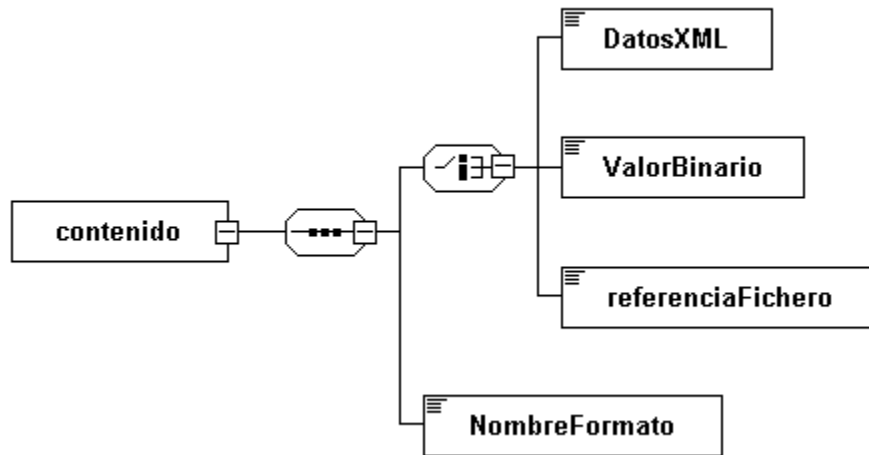 DatosXML
ValorBinario
contenido
referenciaFichero
NombreFormato